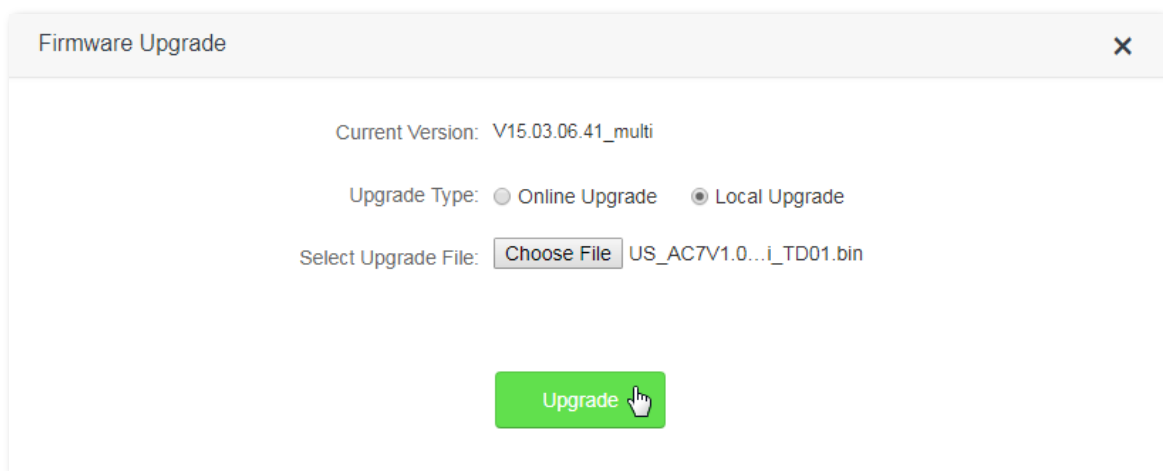 Firmware Upgrade
Current Version: V15.03.06.41_multi
Upgrade Type: Online Upgrade Local Upgrade
Select Upgrade File: Choose File US_AC7V1.0...i_TD01.bin
Upgrade